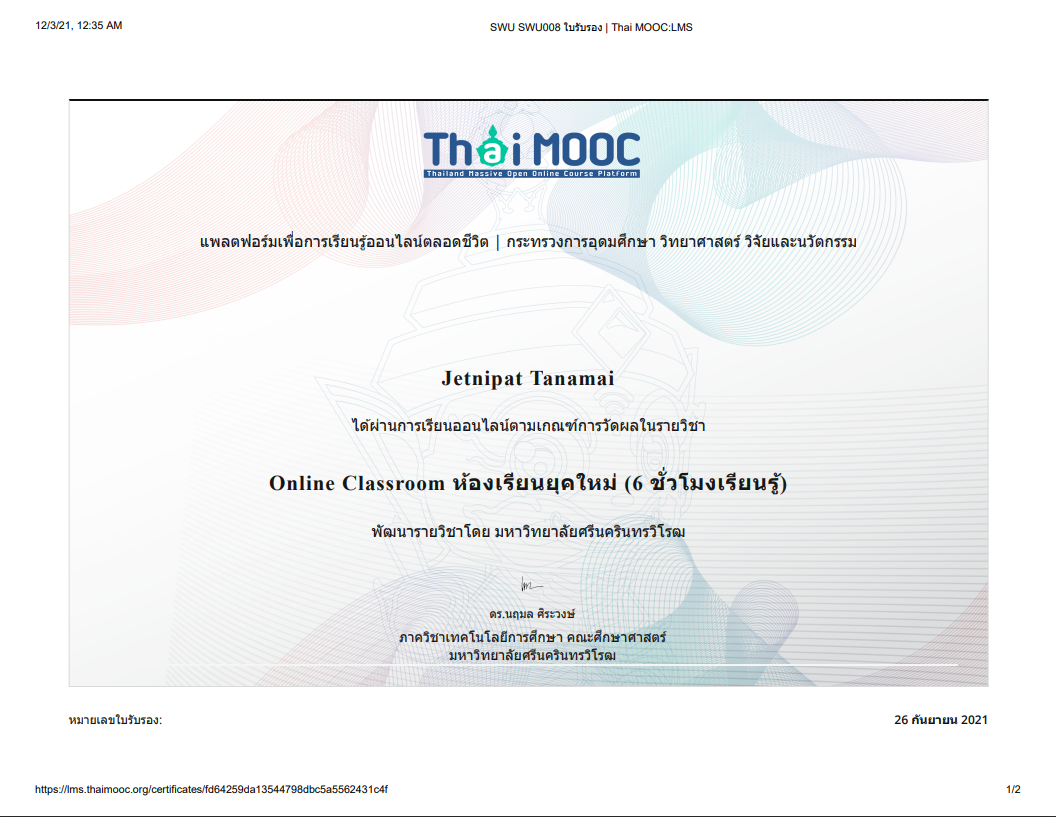 12/3/21, 12:35 AM
SWU SWU008 ใบรับรอง | Thai MOOC:LMS
Thai MOOC
Thailand Massive Open Online Course Platform
แพลตฟอร์มเพื่อการเรียนรู้ออนไลน์ตลอดชีวิต | กระทรวงการอุดมศึกษา วิทยาศาสตร์ วิจัยและนวัตกรรม
Jetnipat Tanamai
ได้ผ่านการเรียนออนไลน์ตามเกณฑ์การวัดผลในรายวิชา
Online Classroom ห้องเรียนยุคใหม่ (6 ชั่วโมงเรียนรู้)
พัฒนารายวิชาโดย มหาวิทยาลัยศรีนครินทรวิโรฒ
ดร.นฤมล ศิระวงษ์
ภาควิชาเทคโนโลยีการศึกษา คณะศึกษาศาสตร์
มหาวิทยาลัยศรีนครินทรวิโรฒ
หมายเลขใบรับรอง:
26 กันยายน 2021
https://lms.thaimooc.org/certificates/fd64259da13544798dbc5a5562431c4f
1/2